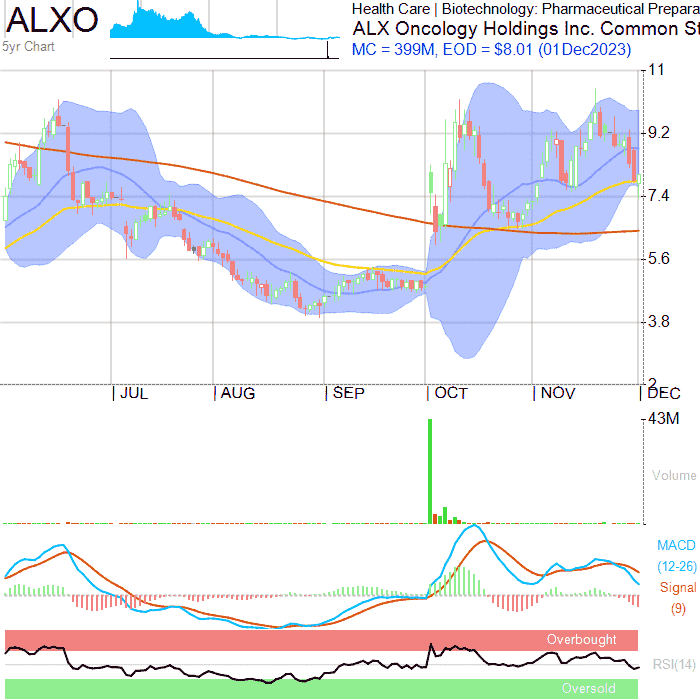 ALXO
5yr Chart
Health Care | Biotechnology: Pharmaceutical Prepara
ALX Oncology Holdings Inc. Common St
MC = 399M, EOD = $8.01 (01Dec2023)
11
9.2
7.4
5.6
3.8
2
JUL AUG SEP OCT NOV DEC
43M
Volume
MACD
(12-26)
Signal
(9)
Overbought
RSI(14)
Oversold